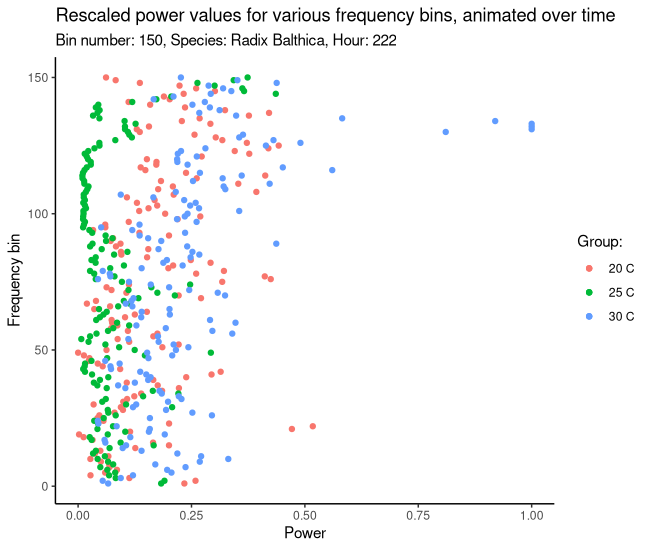 Rescaled power values for various frequency bins, animated over time
Bin number: 150, Species: Radix Balthica, Hour: 222
150
100
50
0
Frequency bin
0.00 0.25 0.50 0.75 1.00
Power
Group:
20 C
25 C
30 C